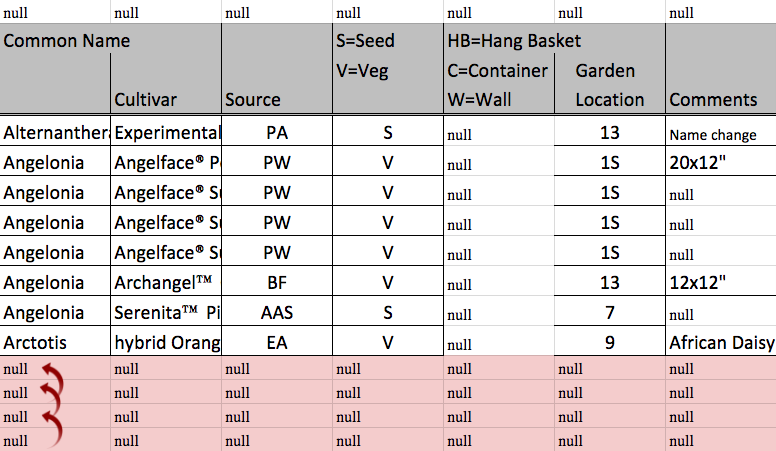 null null null null null null null
Common Name S=Seed HB=Hang Basket
V=Veg C=Container Garden
Cultivar Source W=Wall Location Comments
Alternanthera Experimental PA S null 13 Name change
Angelonia Angelface® P PW V null 1S 20x12"
Angelonia Angelface® S PW V null 1S null
Angelonia Angelface® S PW V null 1S null
Angelonia Angelface® S PW V null 1S null
Angelonia Archangel™ BF V null 13 12x12"
Angelonia Serenita™ Pi AAS S null 7 null
Arctotis hybrid Orang EA V null 9 African Daisy
null null null null null null null
null null null null null null null
null null null null null null null
null null null null null null null